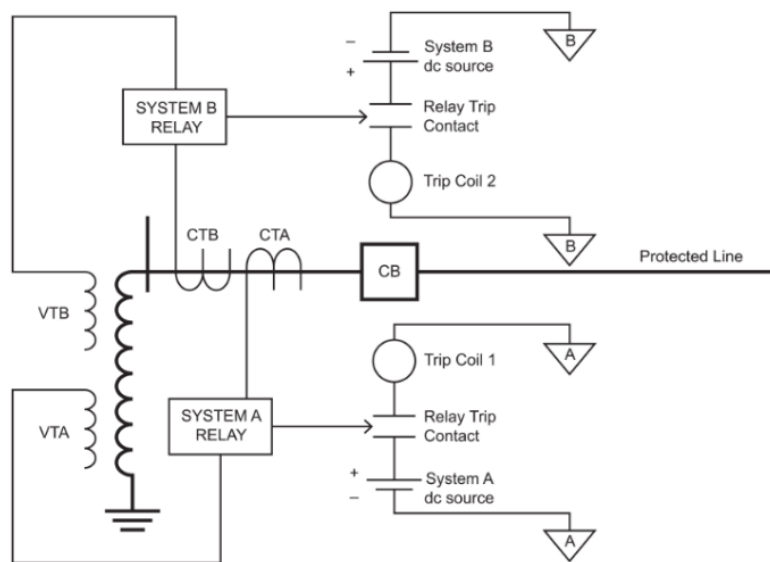 –
+
System B
dc source
B
SYSTEM B
RELAY
Relay Trip
Contact
Trip Coil 2
B
CTB
CTA
CB
Protected Line
VTB
Trip Coil 1
A
VTA
SYSTEM A
RELAY
Relay Trip
Contact
+
–
System A
dc source
A